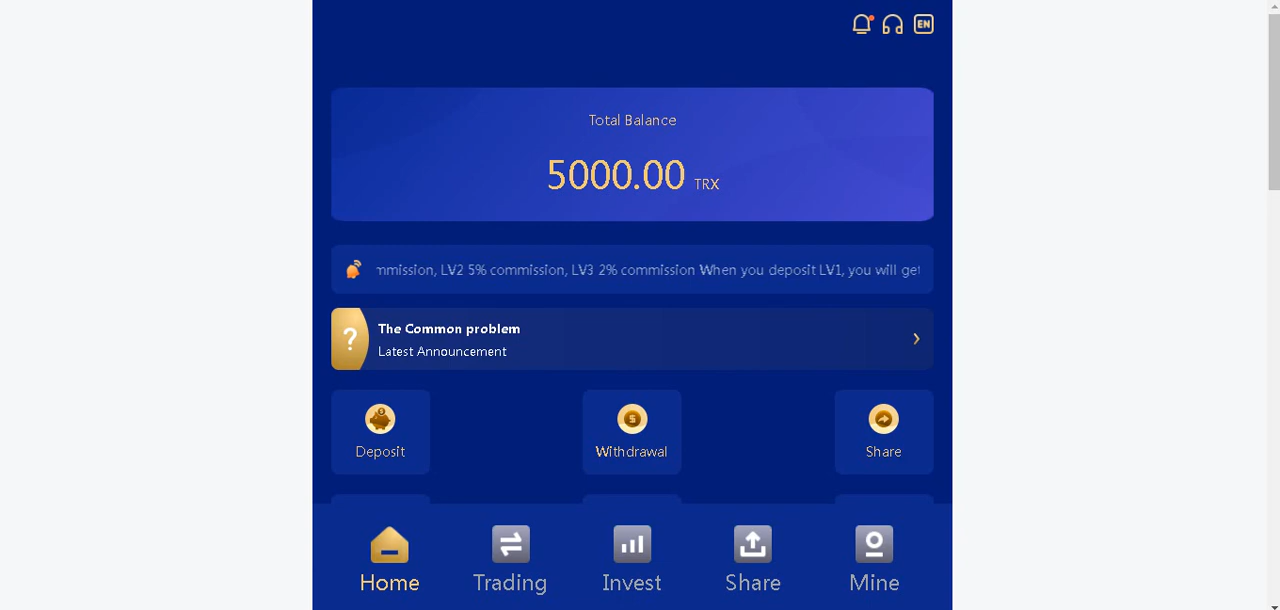 EN
Total Balance
5000.00 TRX
mmission, LV2 5% commission, LV3 2% commission When you deposit LV1, you will get
?
The Common problem
Latest Announcement
Deposit
Withdrawal
Share
Home
Trading
Invest
Share
Mine